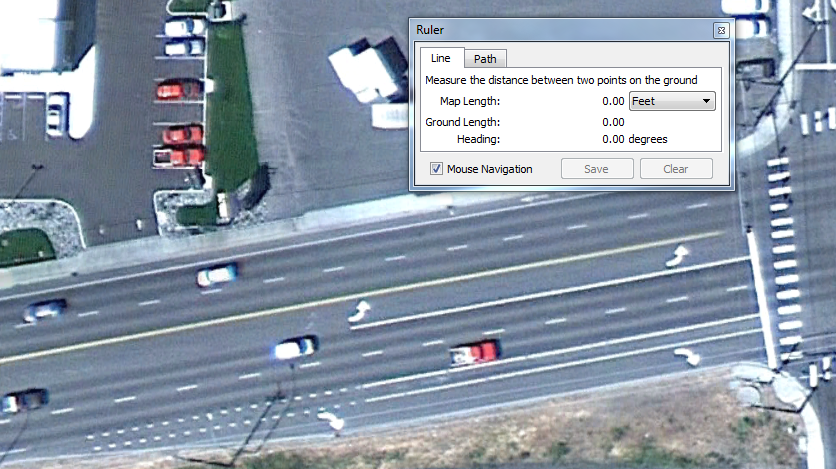 Ruler
Line Path
Measure the distance between two points on the ground
Map Length: 0.00 Feet
Ground Length: 0.00
Heading: 0.00 degrees
Mouse Navigation Save Clear